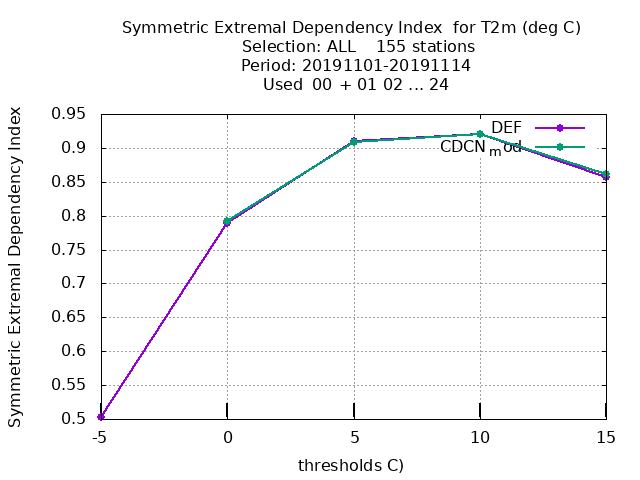 Symmetric Extremal Dependency Index for T2m (deg C)
Selection: ALL 155 stations
Period: 20191101-20191114
Used 00 + 01 02 ... 24
Symmetric Extremal Dependency Index
0.95
0.9
0.85
0.8
0.75
0.7
0.65
0.6
0.55
0.5
DEF
CDCN mod
-5 0 5 10 15
thresholds C)